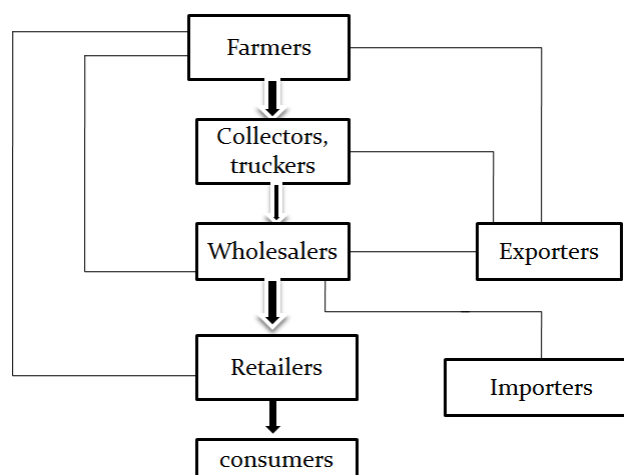 Farmers
Collectors,
truckers
Wholesalers
Exporters
Retailers
Importers
consumers